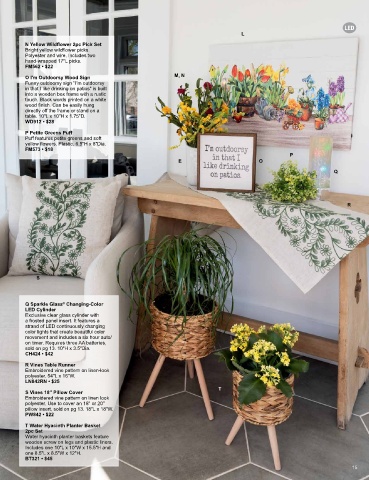 LED
L
N Yellow Wildflower 2pc Pick Set
Bright yellow wildflower picks.
Polyester and wire. Includes two
hand wrapped 17"L picks.
FM562 • $22
O I'm Outdoorsy Wood Sign
Funny outdoorsy sign "I'm outdoorsy
in that I like drinking on patios" is built
into a wooden box frame with a rustic
touch. Black words printed on a white
wood finish. Can be easily hung
directly off the frame or stand on a
table. 10"L x 10"H x 1.75"D.
WD912 • $28
P Petite Greens Puff
Puff features petite greens and soft
yellow flowers. Plastic. 6.5"H x 8"Dia.
FM573 • $18
M, N
E
I'm outdoorsy
in that I
like drinking
on patios
O
P
Q
R
S
Q Sparkle Glass® Changing-Color
LED Cylinder
Exclusive clear glass cylinder with
a frosted panel insert. It features a
strand of LED continuously changing
color lights that create beautiful color
movement and includes a six hour auto/
on timer. Requires three AA batteries,
sold on pg 13. 10"H x 3.5"Dia.
CH424 • $42
R Vines Table Runner
Embroidered vine pattern on linen-look
polyester. 54"L x 16"W.
LN842RN • $25
S Vines 18" Pillow Cover
Embroidered vine pattern on linen look
polyester. Use to cover an 18" or 20"
pillow insert, sold on pg 13. 18"L x 18"W.
PW842 • $22
T Water Hyacinth Planter Basket
2pc Set
Water hyacinth planter baskets feature
wooden screw on legs and plastic liners.
Includes one 10"L x 10"W x 15.5"H and
one 8.5"L x 8.5"W x 12"H.
BT321 • $48
T
15